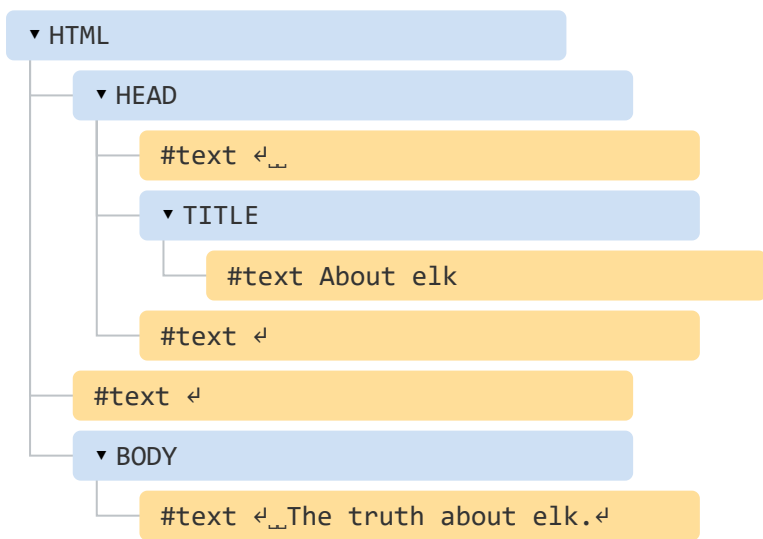 ▾ HTML
▾ HEAD
#text ↵␣␣
▾ TITLE
#text About elk
#text ↵
#text ↵
▾ BODY
#text ↵␣␣The truth about elk.↵